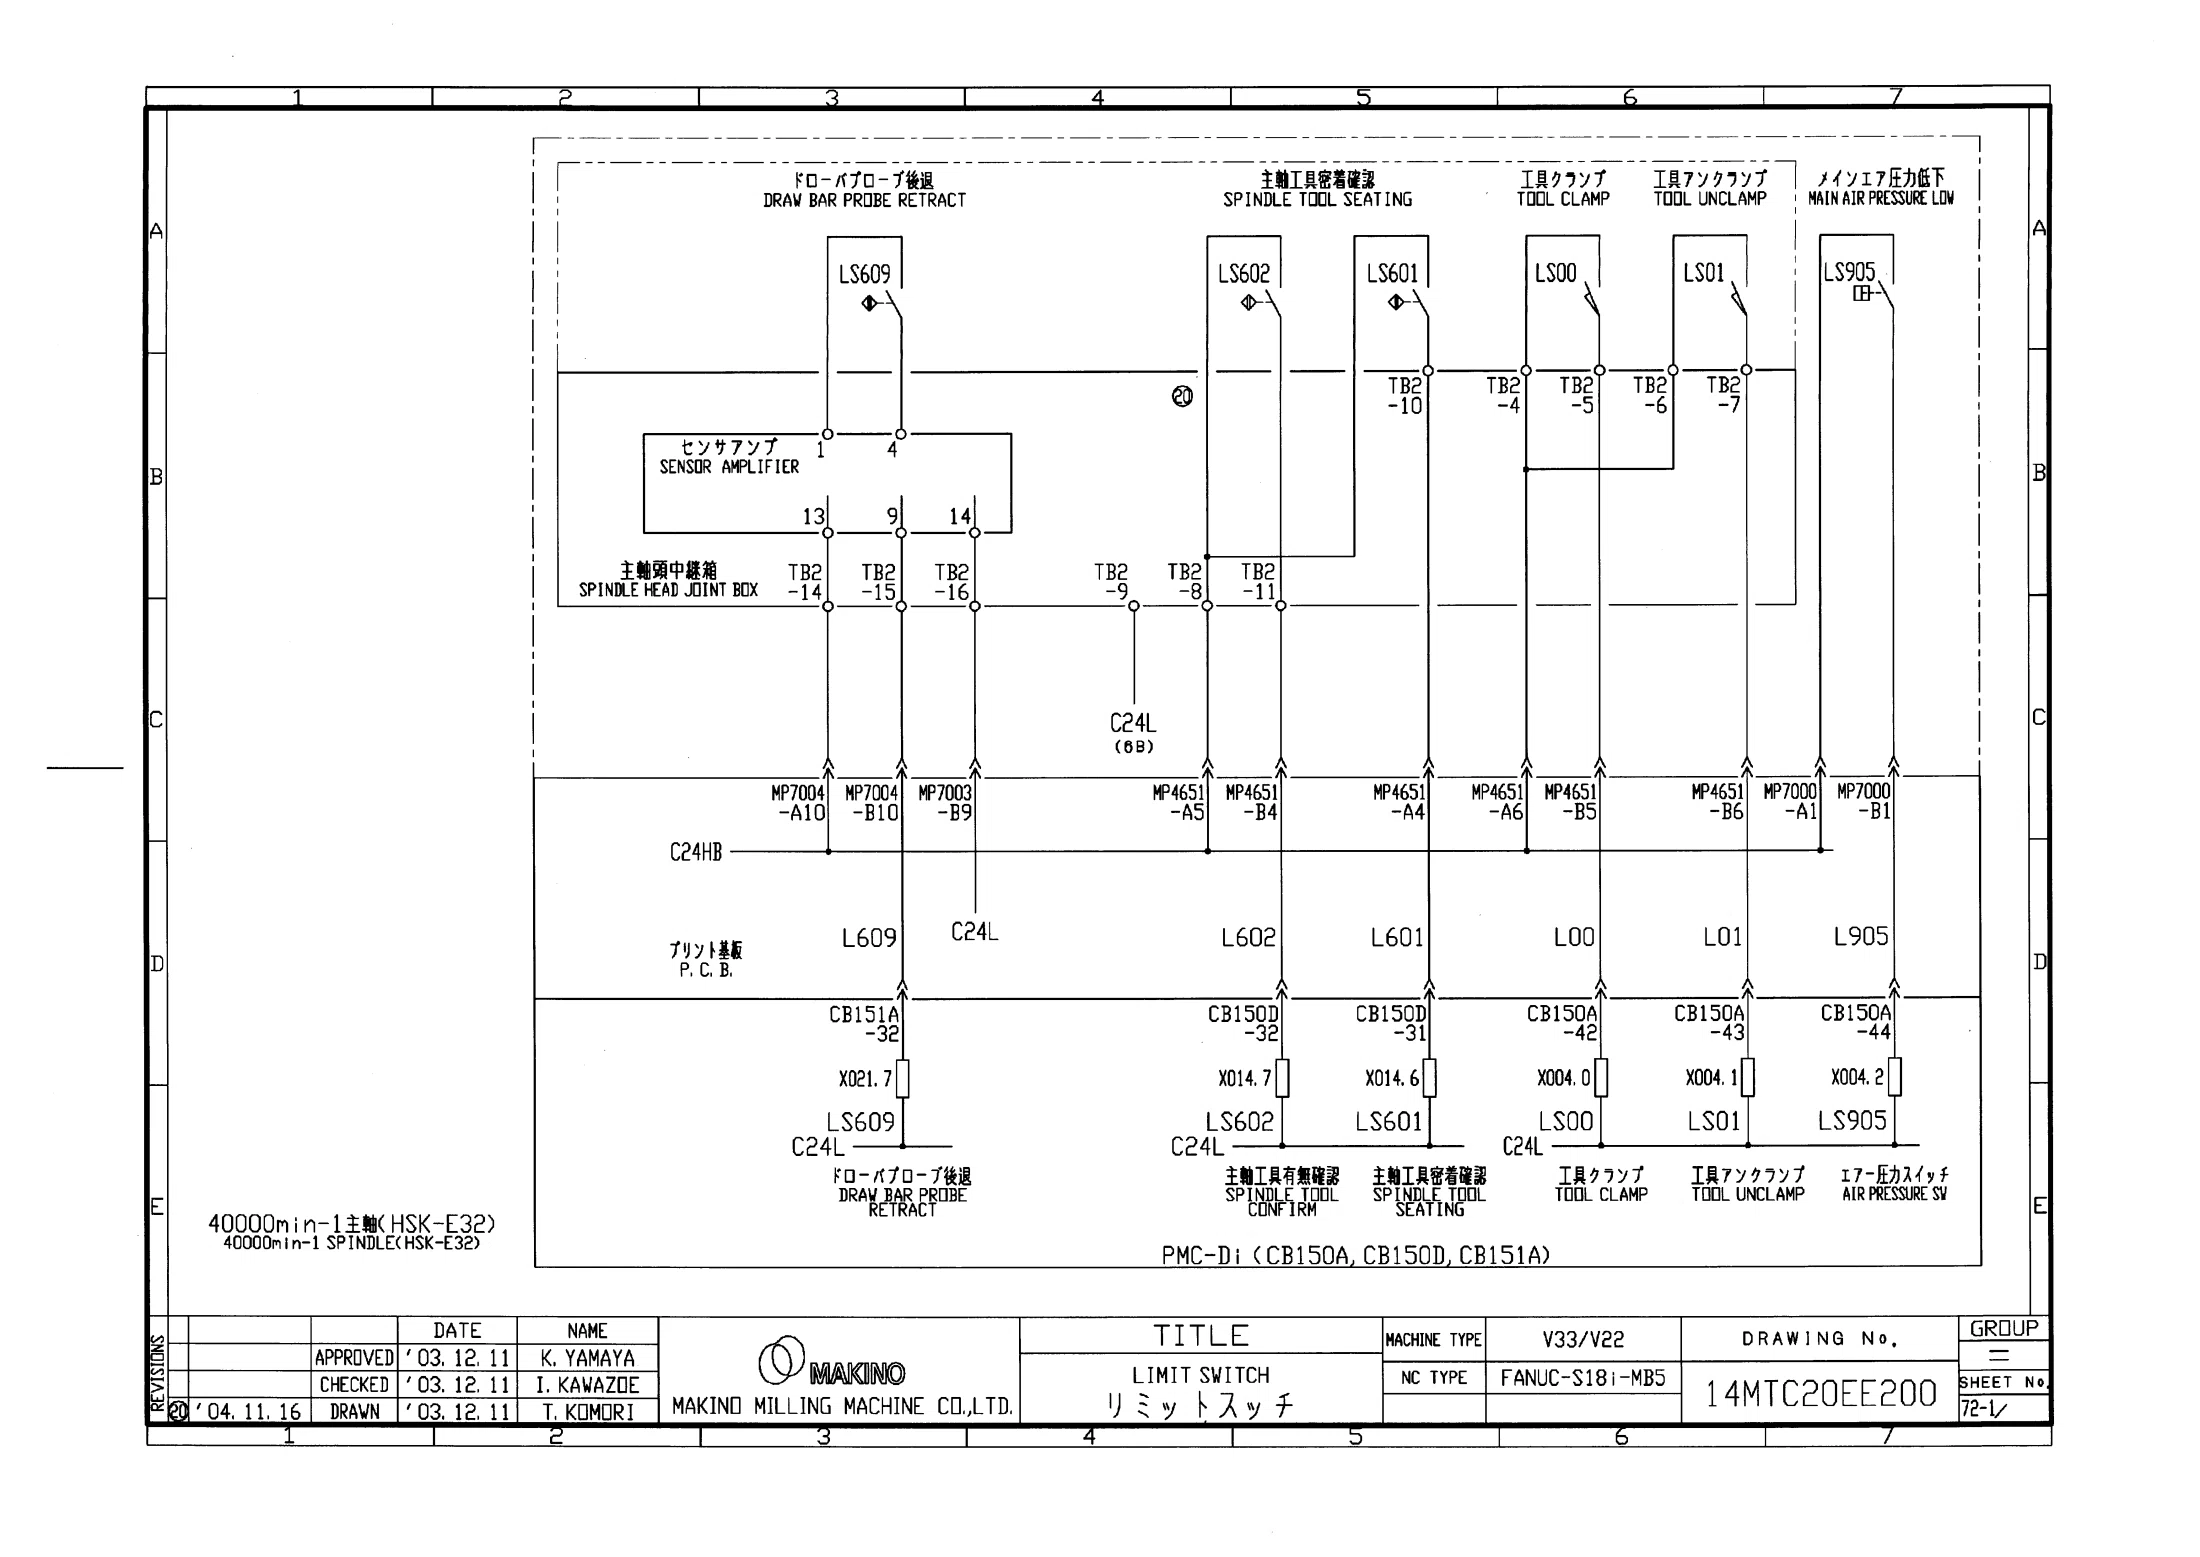 1 2 3 4 5 6 7
ドローバプローブ後退
DRAW BAR PROBE RETRACT
主軸工具密着確認
SPINDLE TOOL SEATING
工具クランプ
TOOL CLAMP
工具アンクランプ
TOOL UNCLAMP
メインエア圧力低下
MAIN AIR PRESSURE LOW
A A
LS609 LS602 LS601 LS00 LS01 LS905
20
TB2 TB2 TB2 TB2 TB2
-10 -4 -5 -6 -7
センサアンプ
SENSOR AMPLIFIER
1 4
B B
13 9 14
主軸頭中継箱
SPINDLE HEAD JOINT BOX
TB2 TB2 TB2 TB2 TB2 TB2
-14 -15 -16 -9 -8 -11
C C
C24L
(6B)
MP7004 MP7004 MP7003 MP4651 MP4651 MP4651 MP4651 MP4651 MP4651 MP7000 MP7000
-A10 -B10 -B9 -A5 -B4 -A4 -A6 -B5 -B6 -A1 -B1
C24HB
L609 C24L L602 L601 L00 L01 L905
プリント基板
P. C. B.
D D
CB151A CB150D CB150D CB150A CB150A CB150A
-32 -32 -31 -42 -43 -44
X021.7 X014.7 X014.6 X004.0 X004.1 X004.2
LS609 LS602 LS601 LS00 LS01 LS905
C24L C24L C24L
ドローバプローブ後退
DRAW BAR PROBE
RETRACT
主軸工具有無確認
SPINDLE TOOL
CONFIRM
主軸工具密着確認
SPINDLE TOOL
SEATING
工具クランプ
TOOL CLAMP
工具アンクランプ
TOOL UNCLAMP
エアー圧力スイッチ
AIR PRESSURE SW
E E
40000min-1主軸(HSK-E32)
40000min-1 SPINDLE(HSK-E32)
PMC-Di (CB150A, CB150D, CB151A)
REVISIONS
DATE NAME
APPROVED '03. 12. 11 K. YAMAYA
CHECKED '03. 12. 11 I. KAWAZOE
20 '04. 11. 16 DRAWN '03. 12. 11 T. KOMORI
MAKINO
MAKINO MILLING MACHINE CO.,LTD.
TITLE
LIMIT SWITCH
リミットスッチ
MACHINE TYPE V33/V22
NC TYPE FANUC-S18i-MB5
DRAWING No.
14MTC20EE200
GROUP
=
SHEET No.
72-1/
1 2 3 4 5 6 7